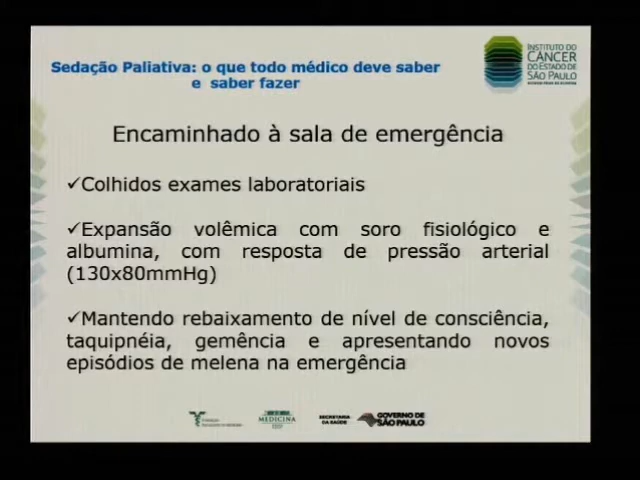 Sedação Paliativa: o que todo médico deve saber
e saber fazer
INSTITUTO DO
CÂNCER
DO ESTADO DE
SÃO PAULO
Encaminhado à sala de emergência
✓Colhidos exames laboratoriais
✓Expansão volêmica com soro fisiológico e
albumina, com resposta de pressão arterial
(130x80mmHg)
✓Mantendo rebaixamento de nível de consciência,
taquipnéia, gemência e apresentando novos
episódios de melena na emergência
MEDICINA
SECRETARIA
DA SAÚDE
GOVERNO DE
SÃO PAULO